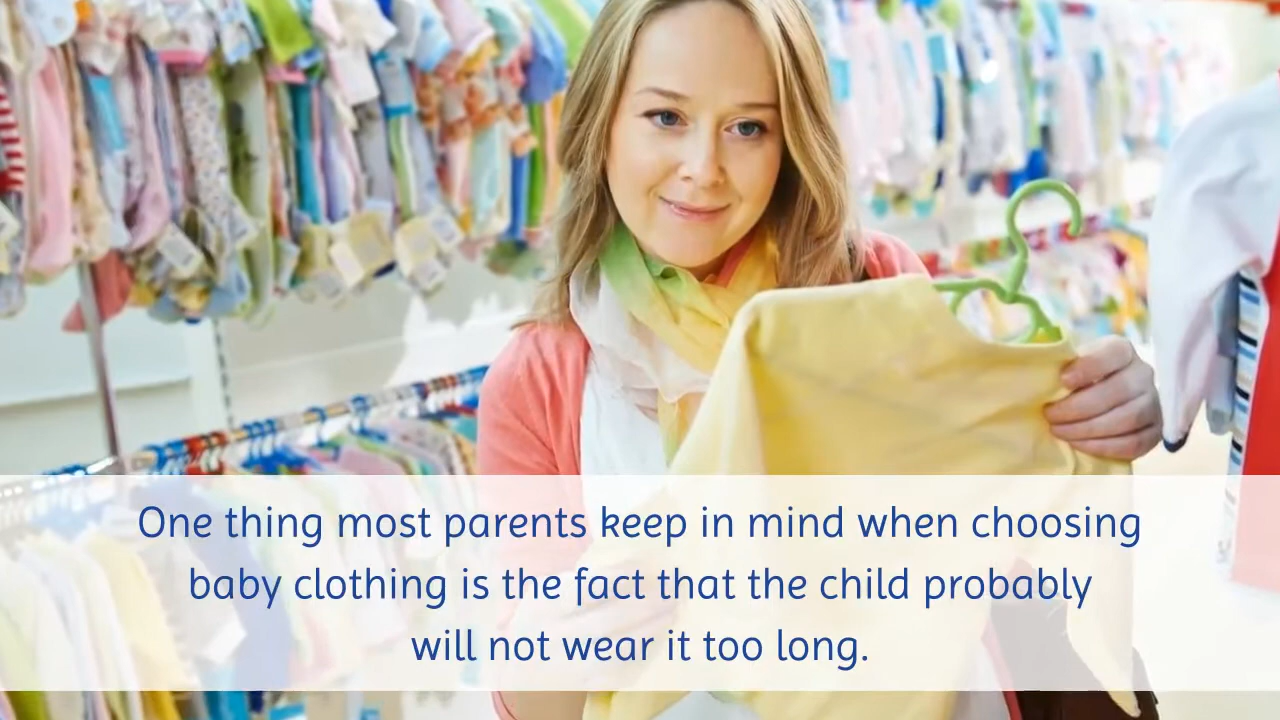 One thing most parents keep in mind when choosing
baby clothing is the fact that the child probably
will not wear it too long.